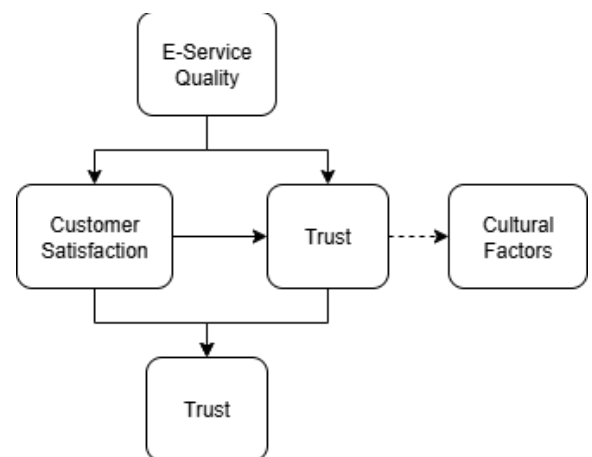 E-Service
Quality
Customer
Satisfaction
Trust
Cultural
Factors
Trust